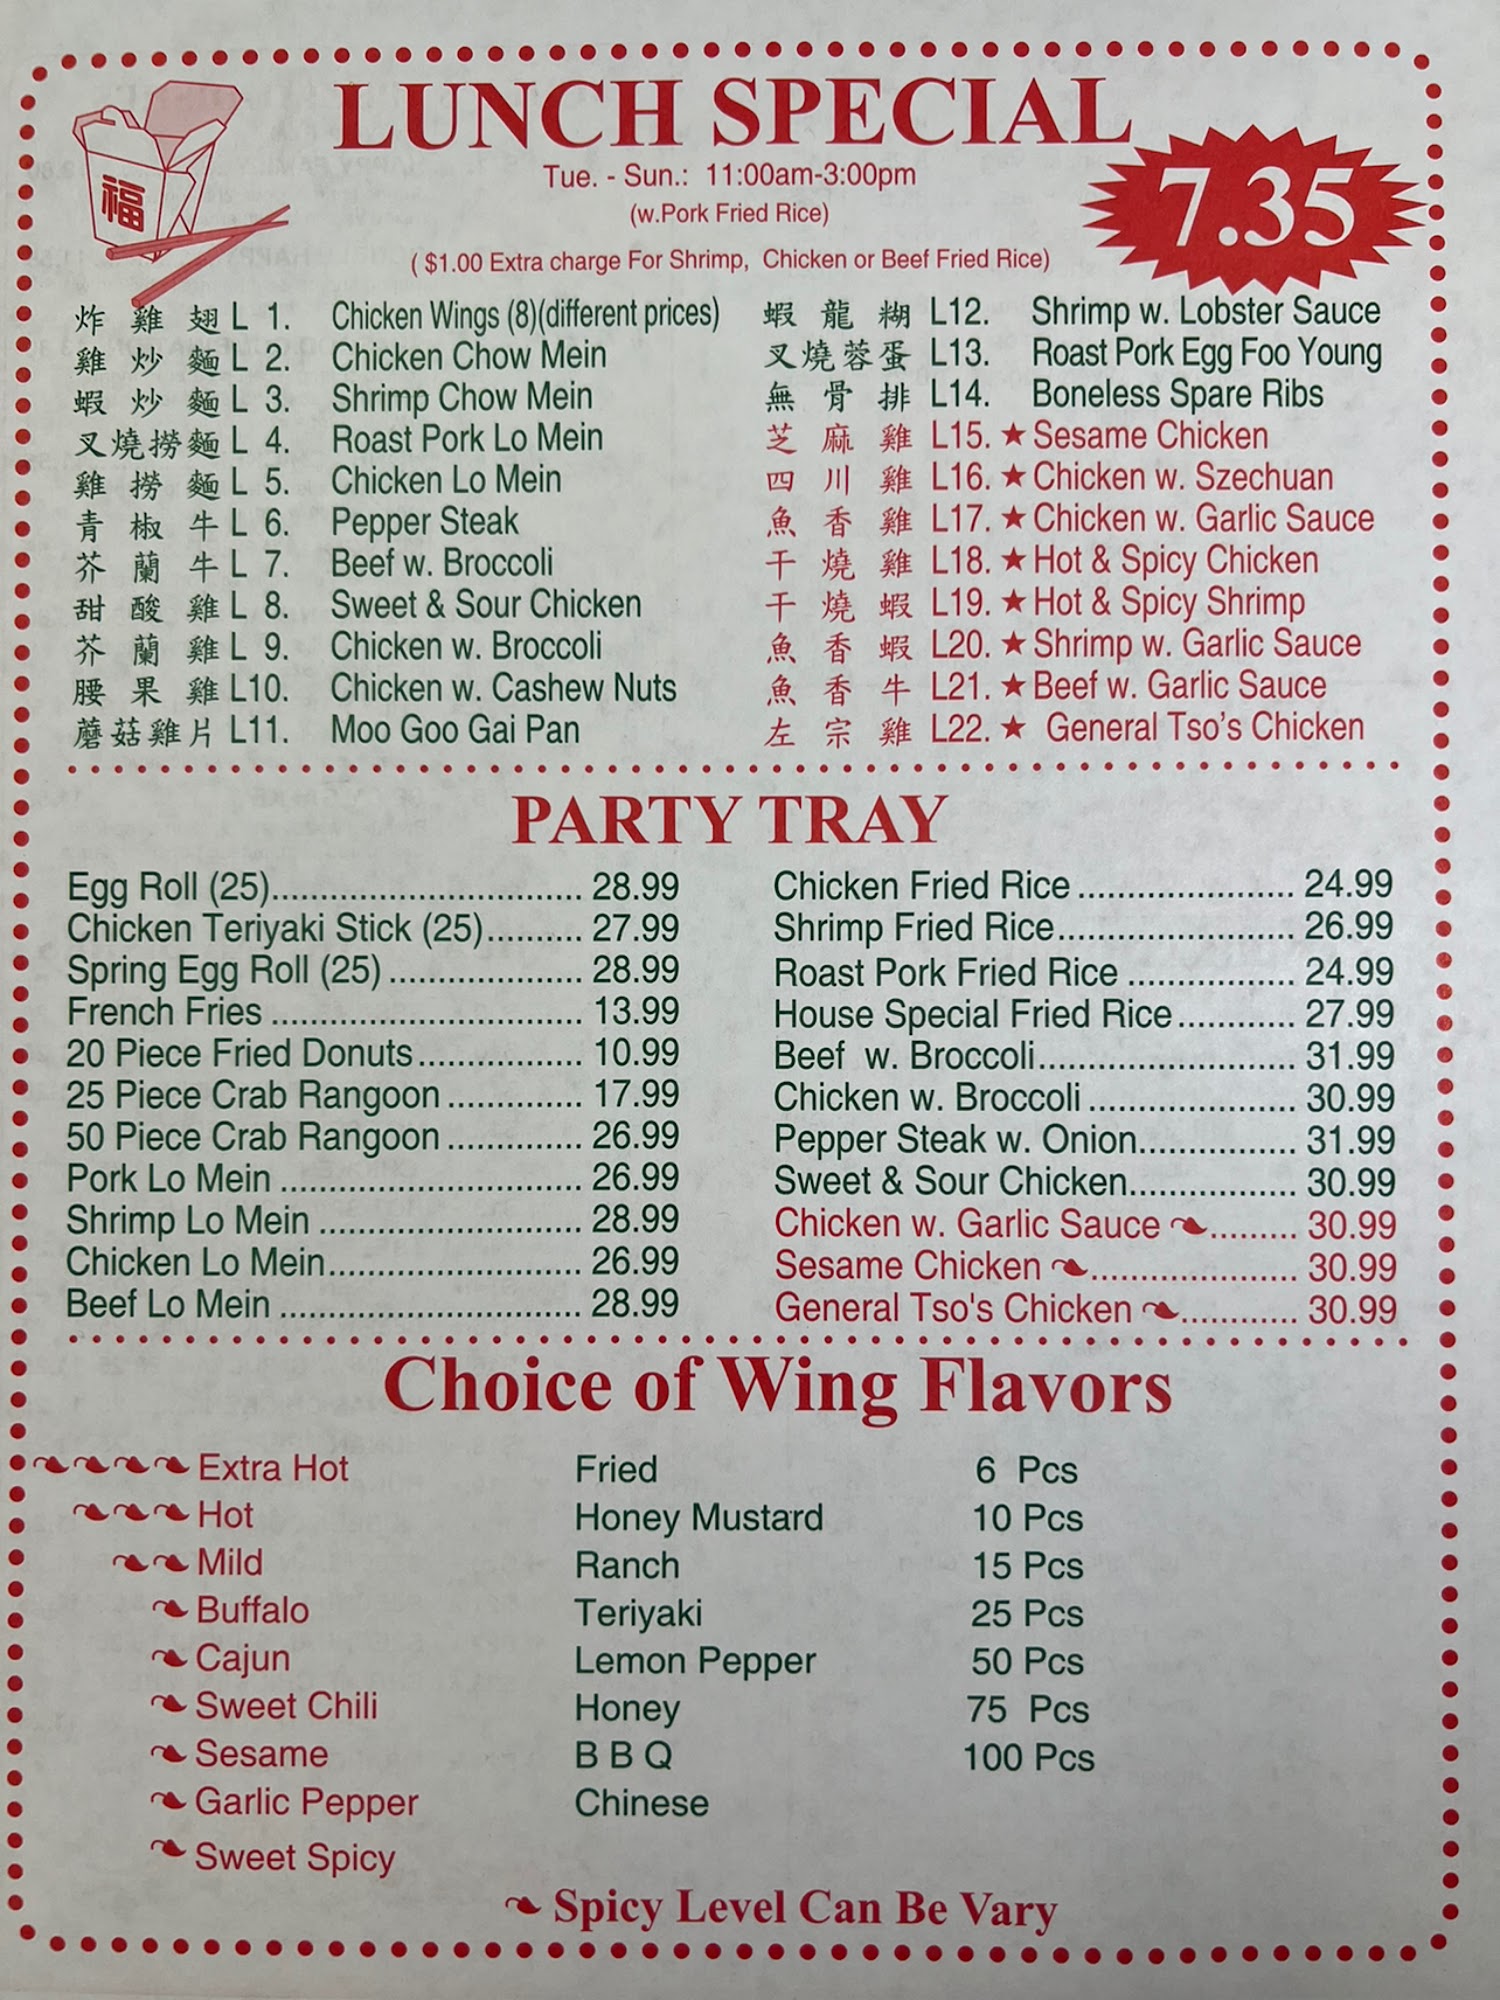 LUNCH SPECIAL
Tue. - Sun.: 11:00am-3:00pm
(w.Pork Fried Rice)
( $1.00 Extra charge For Shrimp, Chicken or Beef Fried Rice)
7.35
福
炸雞翅 L 1. Chicken Wings (8)(different prices)
雞炒麵 L 2. Chicken Chow Mein
蝦炒麵 L 3. Shrimp Chow Mein
叉燒撈麵 L 4. Roast Pork Lo Mein
雞撈麵 L 5. Chicken Lo Mein
青椒牛 L 6. Pepper Steak
芥蘭牛 L 7. Beef w. Broccoli
甜酸雞 L 8. Sweet & Sour Chicken
芥蘭雞 L 9. Chicken w. Broccoli
腰果雞 L10. Chicken w. Cashew Nuts
蘑菇雞片 L11. Moo Goo Gai Pan
蝦龍糊 L12. Shrimp w. Lobster Sauce
叉燒蓉蛋 L13. Roast Pork Egg Foo Young
無骨排 L14. Boneless Spare Ribs
芝麻雞 L15. ★ Sesame Chicken
四川雞 L16. ★ Chicken w. Szechuan
魚香雞 L17. ★ Chicken w. Garlic Sauce
干燒雞 L18. ★ Hot & Spicy Chicken
干燒蝦 L19. ★ Hot & Spicy Shrimp
魚香蝦 L20. ★ Shrimp w. Garlic Sauce
魚香牛 L21. ★ Beef w. Garlic Sauce
左宗雞 L22. ★ General Tso's Chicken
PARTY TRAY
Egg Roll (25)............................... 28.99
Chicken Teriyaki Stick (25).......... 27.99
Spring Egg Roll (25) .................... 28.99
French Fries ................................ 13.99
20 Piece Fried Donuts................. 10.99
25 Piece Crab Rangoon .............. 17.99
50 Piece Crab Rangoon .............. 26.99
Pork Lo Mein ............................... 26.99
Shrimp Lo Mein ........................... 28.99
Chicken Lo Mein.......................... 26.99
Beef Lo Mein ............................... 28.99
Chicken Fried Rice ...................... 24.99
Shrimp Fried Rice........................ 26.99
Roast Pork Fried Rice ................. 24.99
House Special Fried Rice............ 27.99
Beef w. Broccoli.......................... 31.99
Chicken w. Broccoli ..................... 30.99
Pepper Steak w. Onion................ 31.99
Sweet & Sour Chicken................. 30.99
Chicken w. Garlic Sauce ......... 30.99
Sesame Chicken ..................... 30.99
General Tso's Chicken ............ 30.99
Choice of Wing Flavors
Extra Hot
Hot
Mild
Buffalo
Cajun
Sweet Chili
Sesame
Garlic Pepper
Sweet Spicy
Fried
Honey Mustard
Ranch
Teriyaki
Lemon Pepper
Honey
B B Q
Chinese
6 Pcs
10 Pcs
15 Pcs
25 Pcs
50 Pcs
75 Pcs
100 Pcs
Spicy Level Can Be Vary